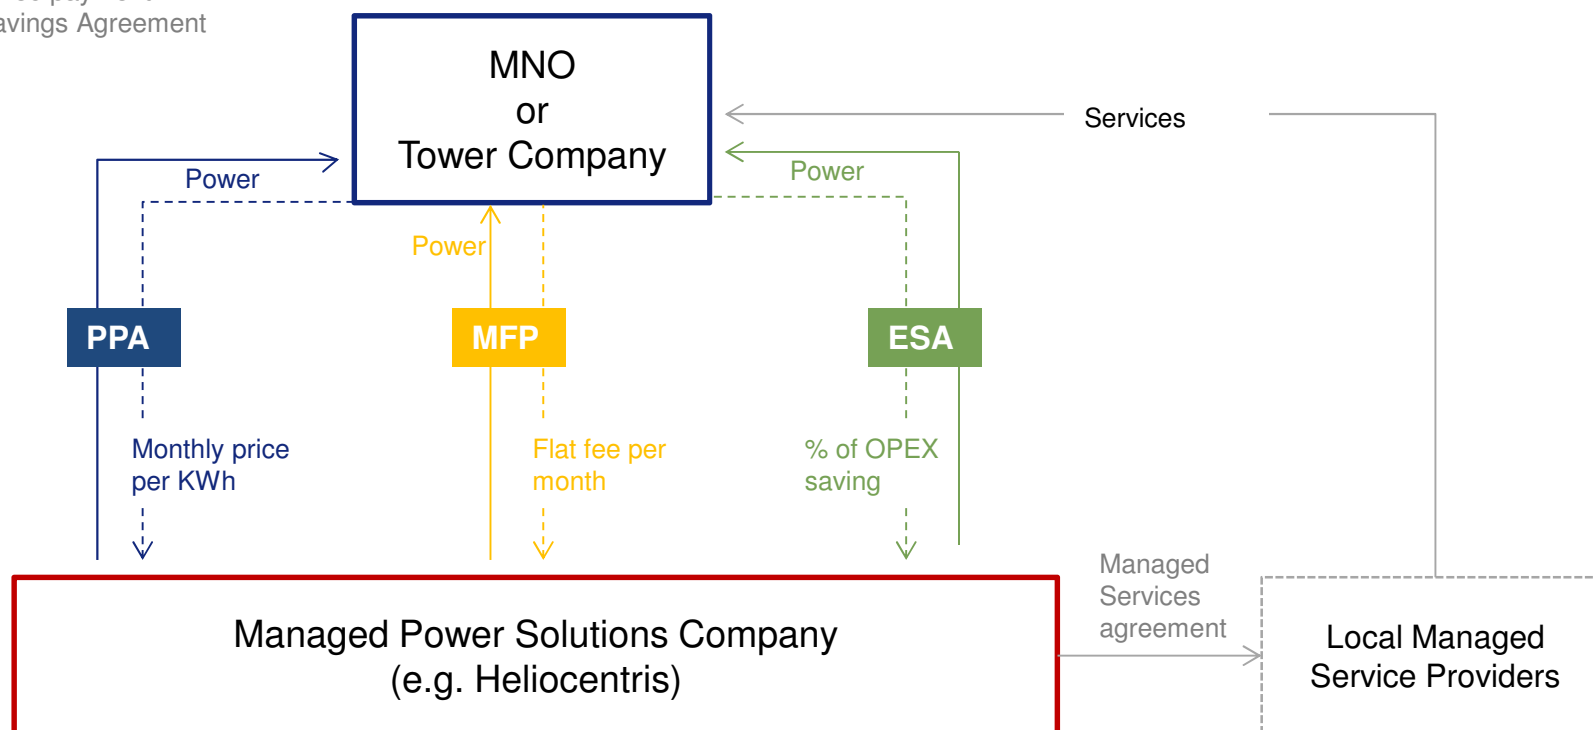 Savings Agreement
MNO
or
Tower Company
Services
Power
Power
Power
PPA
MFP
ESA
Monthly price
per KWh
Flat fee per
month
% of OPEX
saving
Managed
Services
agreement
Managed Power Solutions Company
(e.g. Heliocentris)
Local Managed
Service Providers